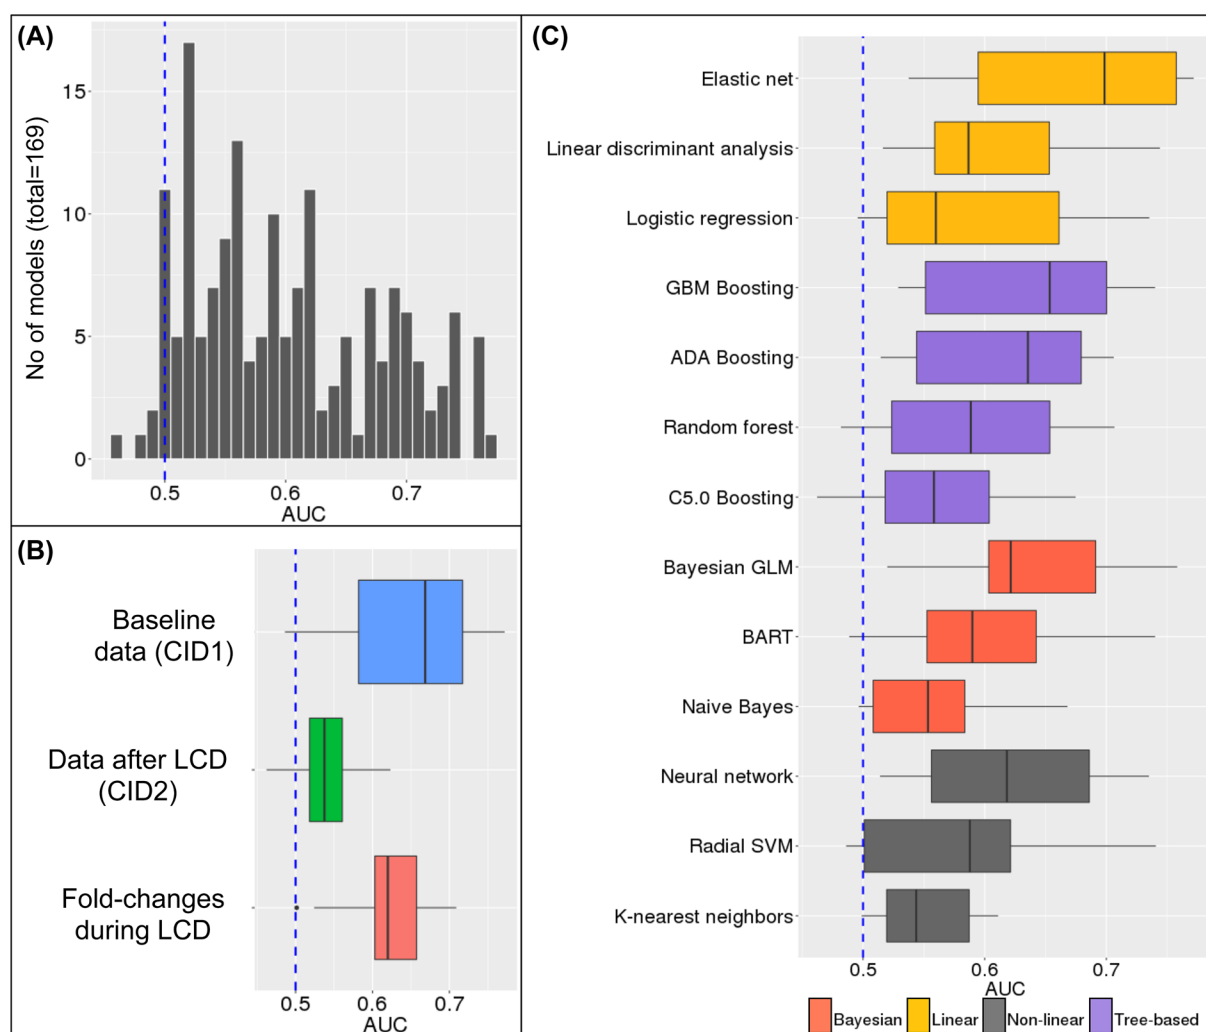 (A)
No of models (total=169)
15
10
5
0
0.5 0.6 0.7
AUC
(B)
Baseline
data (CID1)
Data after LCD
(CID2)
Fold-changes
during LCD
0.5 0.6 0.7
AUC
(C)
Elastic net
Linear discriminant analysis
Logistic regression
GBM Boosting
ADA Boosting
Random forest
C5.0 Boosting
Bayesian GLM
BART
Naive Bayes
Neural network
Radial SVM
K-nearest neighbors
0.5 0.6 0.7
AUC
Bayesian Linear Non-linear Tree-based